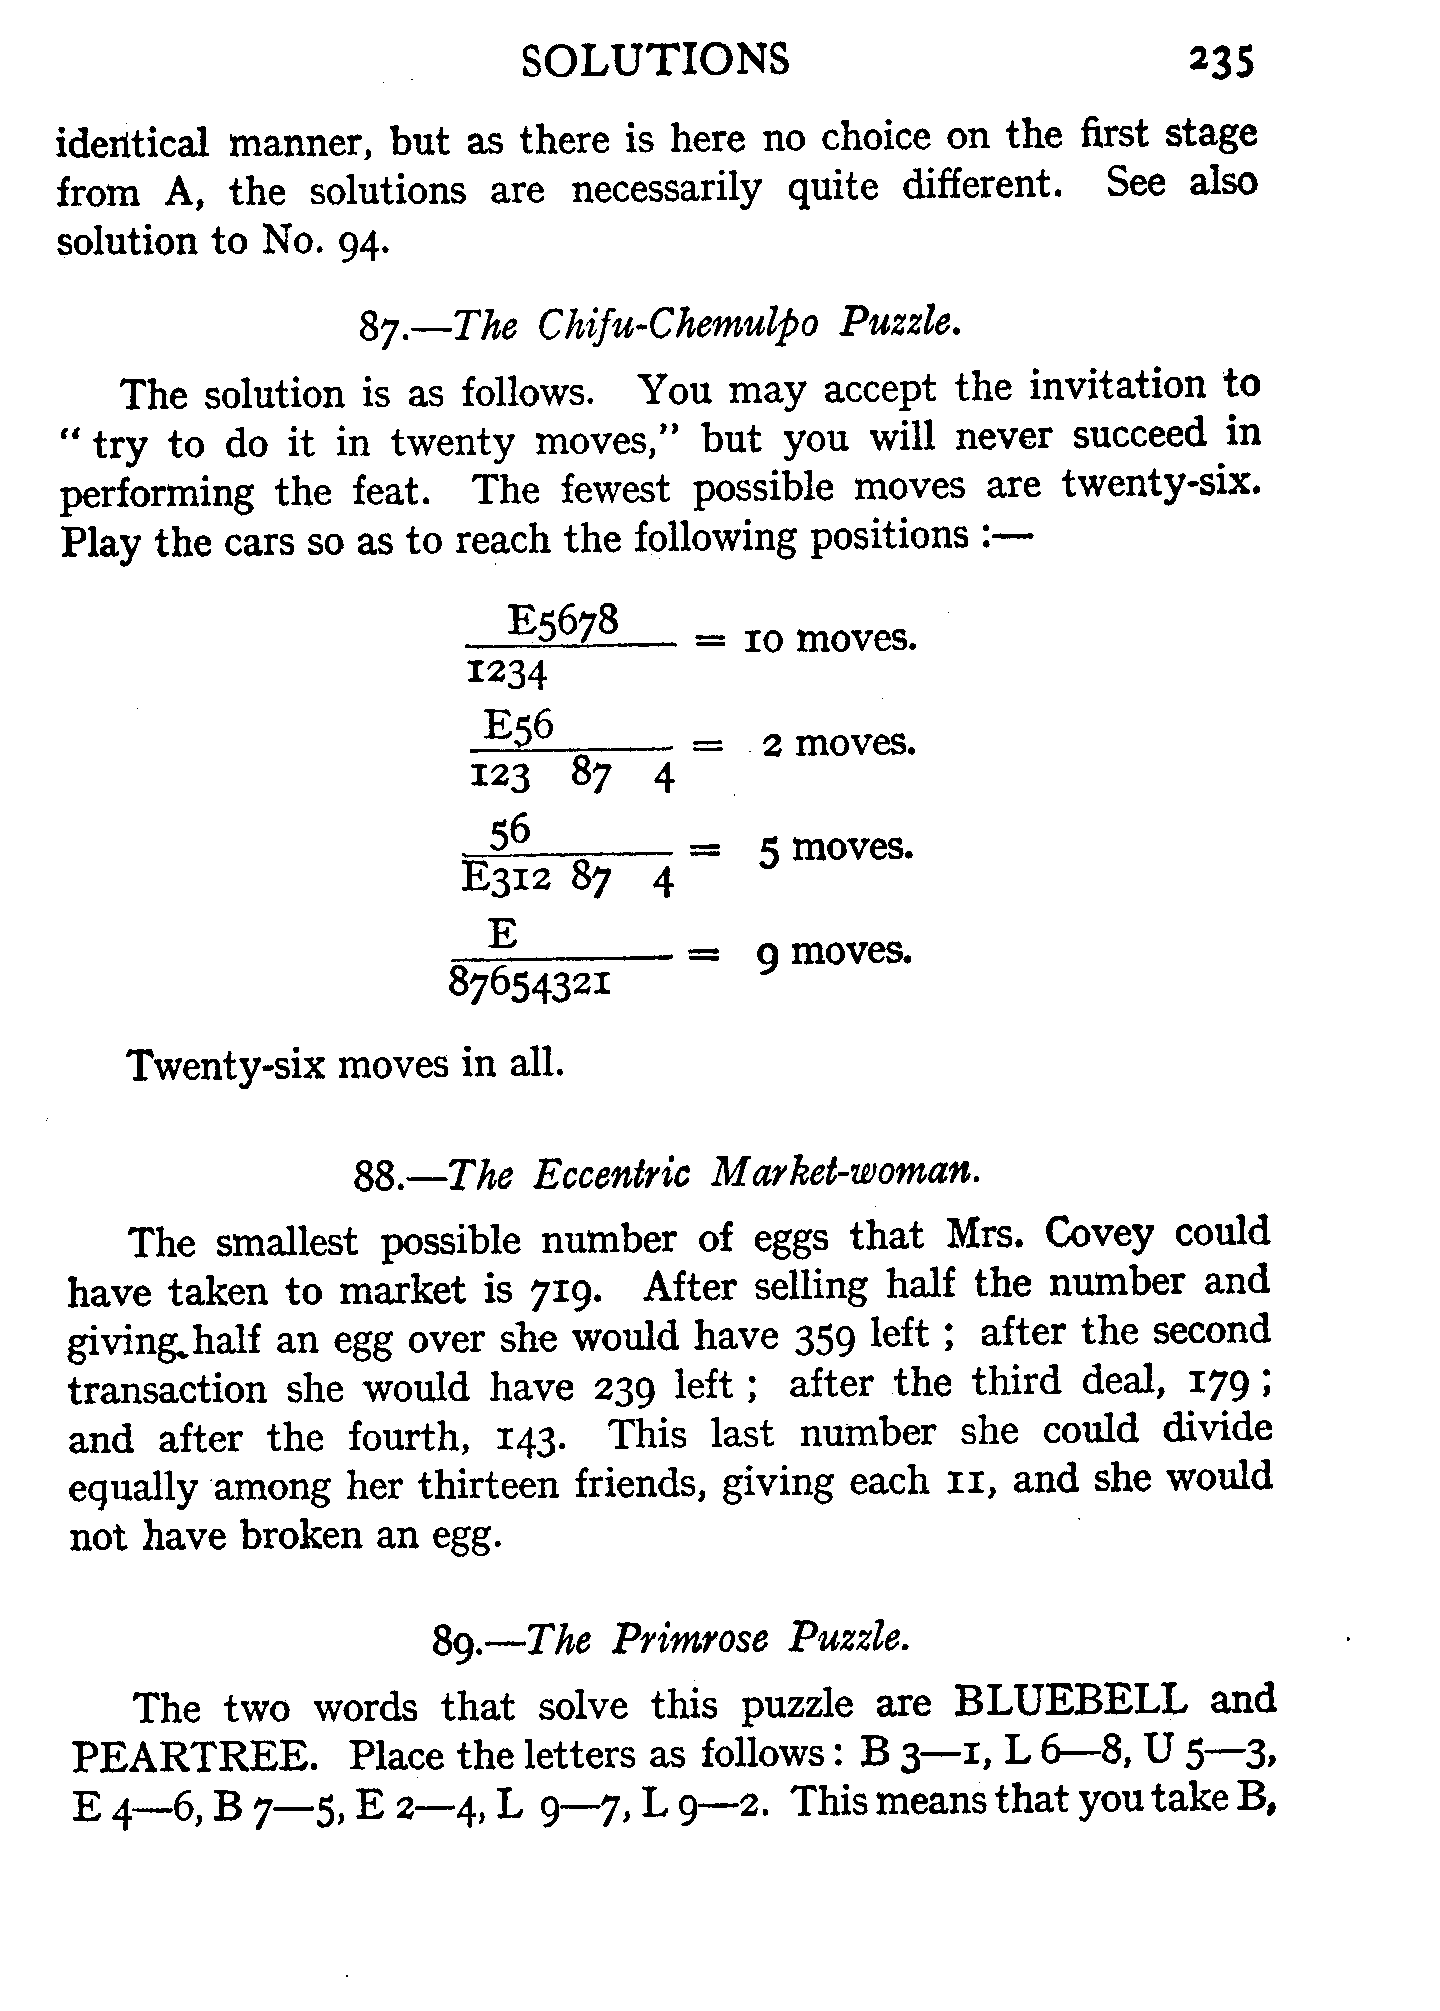 SOLUTIONS 235
identical manner, but as there is here no choice on the first stage
from A, the solutions are necessarily quite different. See also
solution to No. 94.
87.—The Chifu-Chemulpo Puzzle.
The solution is as follows. You may accept the invitation to
“ try to do it in twenty moves,” but you will never succeed in
performing the feat. The fewest possible moves are twenty-six.
Play the cars so as to reach the following positions :—
E5678
= 10 moves.
1234
E56
= 2 moves.
123 87 4
56
= 5 moves.
E312 87 4
E
= 9 moves.
87654321
Twenty-six moves in all.
88.—The Eccentric Market-woman.
The smallest possible number of eggs that Mrs. Covey could
have taken to market is 719. After selling half the number and
giving half an egg over she would have 359 left ; after the second
transaction she would have 239 left ; after the third deal, 179 ;
and after the fourth, 143. This last number she could divide
equally among her thirteen friends, giving each 11, and she would
not have broken an egg.
89.—The Primrose Puzzle.
The two words that solve this puzzle are BLUEBELL and
PEARTREE. Place the letters as follows : B 3—1, L 6—8, U 5—3,
E 4—6, B 7—5, E 2—4, L 9—7, L 9—2. This means that you take B,